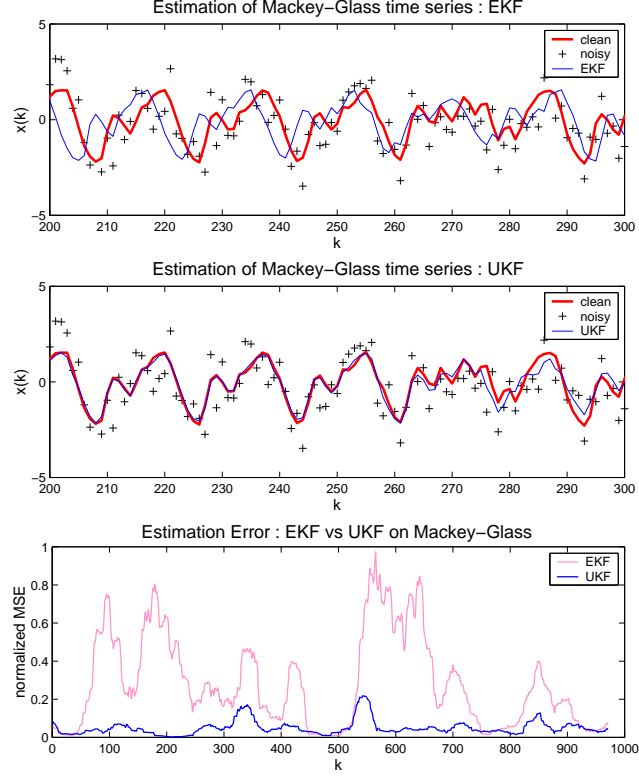 Estimation of Mackey−Glass time series : EKF
5
0
−5
x(k)
200 210 220 230 240 250 260 270 280 290 300
k
clean
noisy
EKF
Estimation of Mackey−Glass time series : UKF
5
0
−5
x(k)
200 210 220 230 240 250 260 270 280 290 300
k
clean
noisy
UKF
Estimation Error : EKF vs UKF on Mackey−Glass
1
0.8
0.6
0.4
0.2
0
normalized MSE
0 100 200 300 400 500 600 700 800 900 1000
k
EKF
UKF